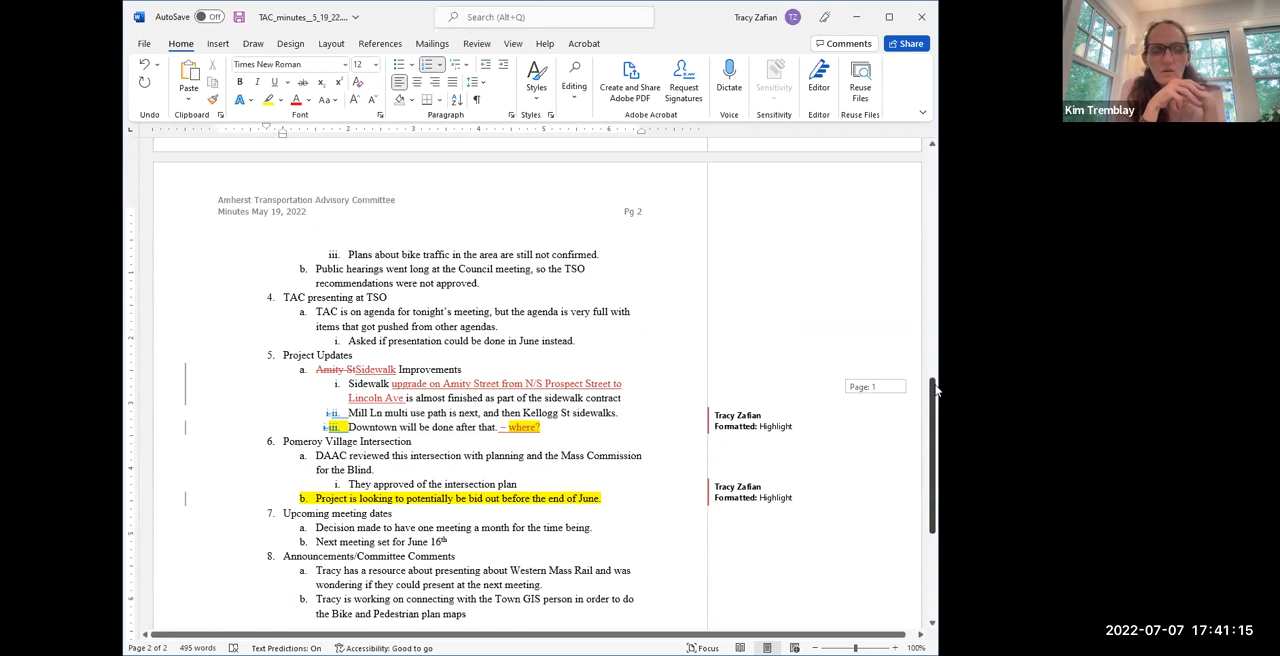 AutoSave Off TAC_minutes__5_19_22.... Search (Alt+Q) Tracy Zafian TZ
File Home Insert Draw Design Layout References Mailings Review View Help Acrobat Comments Share
Times New Roman 12
Paste Styles Editing Create and Share Adobe PDF Request Signatures Dictate Sensitivity Editor Reuse Files
Undo Clipboard Font Paragraph Styles Adobe Acrobat Voice Sensitivity Editor Reuse Files
Kim Tremblay
Amherst Transportation Advisory Committee
Minutes May 19, 2022 Pg 2
iii. Plans about bike traffic in the area are still not confirmed.
b. Public hearings went long at the Council meeting, so the TSO
recommendations were not approved.
4. TAC presenting at TSO
a. TAC is on agenda for tonight's meeting, but the agenda is very full with
items that got pushed from other agendas.
i. Asked if presentation could be done in June instead.
5. Project Updates
a. Amity StSidewalk Improvements
i. Sidewalk upgrade on Amity Street from N/S Prospect Street to
Lincoln Ave is almost finished as part of the sidewalk contract
i.ii. Mill Ln multi use path is next, and then Kellogg St sidewalks.
i.iii. Downtown will be done after that. – where?
6. Pomeroy Village Intersection
a. DAAC reviewed this intersection with planning and the Mass Commission
for the Blind.
i. They approved of the intersection plan
b. Project is looking to potentially be bid out before the end of June.
7. Upcoming meeting dates
a. Decision made to have one meeting a month for the time being.
b. Next meeting set for June 16th
8. Announcements/Committee Comments
a. Tracy has a resource about presenting about Western Mass Rail and was
wondering if they could present at the next meeting.
b. Tracy is working on connecting with the Town GIS person in order to do
the Bike and Pedestrian plan maps
Page: 1
Tracy Zafian
Formatted: Highlight
Tracy Zafian
Formatted: Highlight
Page 2 of 2 495 words Text Predictions: On Accessibility: Good to go Focus 100%
2022-07-07 17:41:15